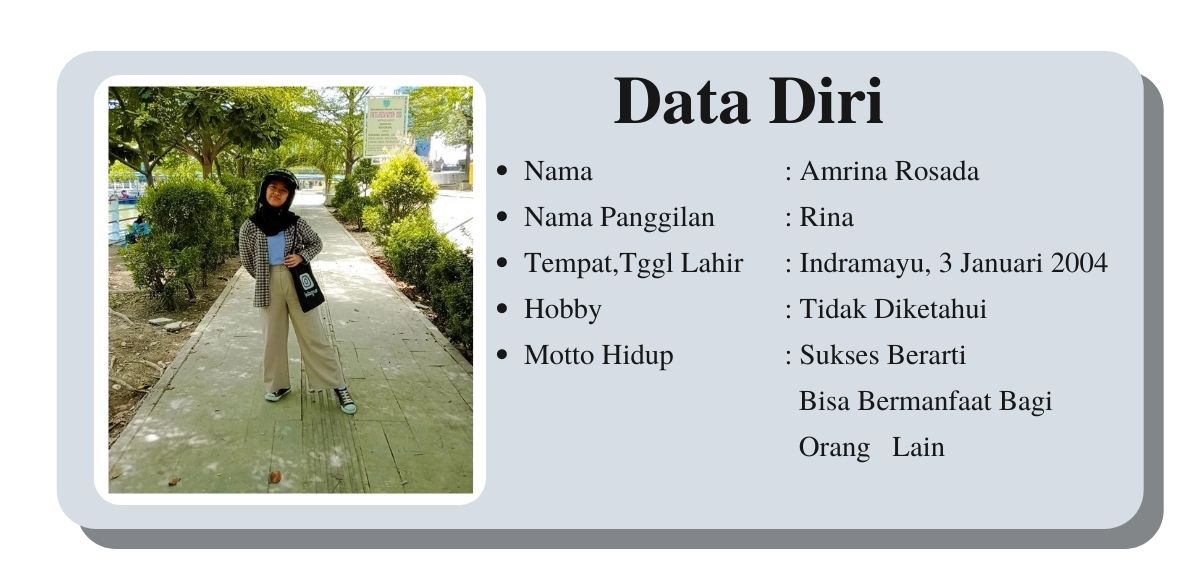 Data Diri
• Nama : Amrina Rosada
• Nama Panggilan : Rina
• Tempat,Tggl Lahir : Indramayu, 3 Januari 2004
• Hobby : Tidak Diketahui
• Motto Hidup : Sukses Berarti
Bisa Bermanfaat Bagi
Orang Lain